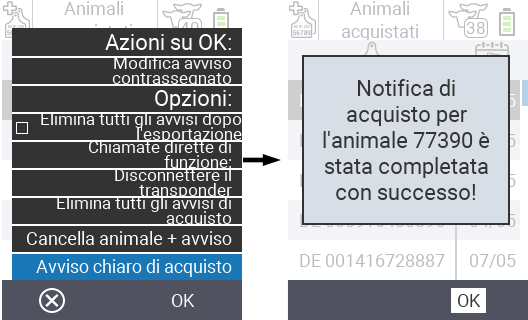 Animali
Azioni su OK:
Modifica avviso
contrassegnato
Opzioni:
Elimina tutti gli avvisi dopo
l'esportazione
Chiamate dirette di
funzione:
Disconnettere il
transponder
Elimina tutti gli avvisi di
acquisto
Cancella animale + avviso
Avviso chiaro di acquisto
OK
Animali
acquistati
38
Notifica di
acquisto per
l'animale 77390 è
stata completata
con successo!
DE 001416728887 07/05
OK